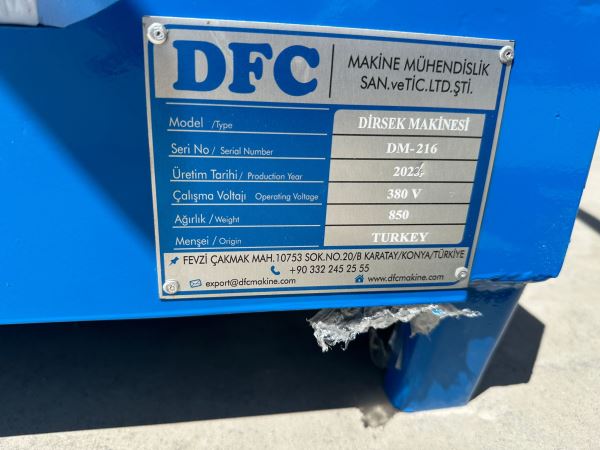 DFC
MAKİNE MÜHENDİSLİK
SAN.veTİC.LTD.ŞTİ.
Model /Type DİRSEK MAKİNESİ
Seri No / Serial Number DM-216
Üretim Tarihi / Production Year
Çalışma Voltajı Operating Voltage 380 V
Ağırlık / Weight 850
Menşei / Origin TURKEY
FEVZİ ÇAKMAK MAH.10753 SOK.NO.20/B KARATAY/KONYA/TÜRKİYE
+90 332 245 25 55
export@dfcmakine.com www.dfcmakine.com